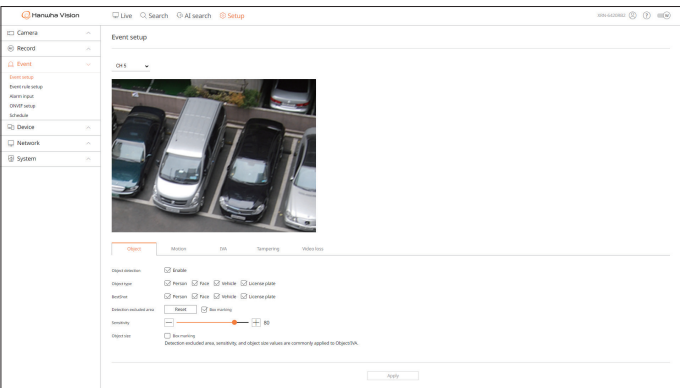 Hanwha Vision
Live Search AI search Setup
Camera
Record
Event
Event setup
Event rule setup
Alarm input
ONVIF setup
Schedule
Device
Network
System
Event setup
CH 5
Object Motion IVA Tampering Video loss
Object detection Enable
Object type Person Face Vehicle License plate
BestShot Person Face Vehicle License plate
Detection excluded area Reset Box marking
Sensitivity 80
Object size Box marking
Detection excluded area, sensitivity, and object size values are commonly applied to Object/IVA.
Apply